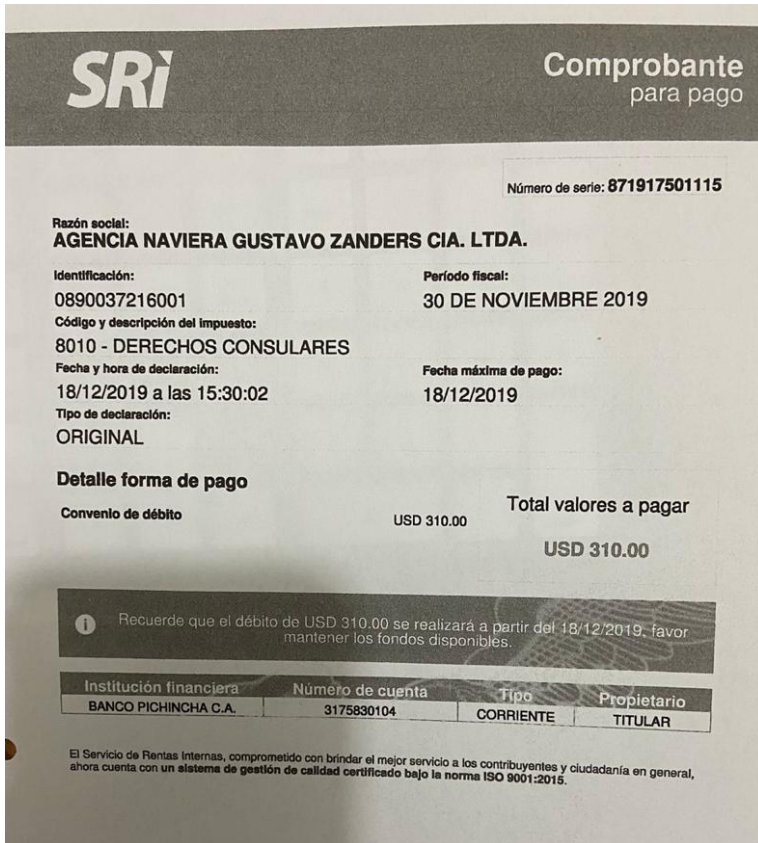 SRi
Comprobante
para pago
Número de serie: 871917501115
Razón social:
AGENCIA NAVIERA GUSTAVO ZANDERS CIA. LTDA.
Identificación:
0890037216001
Período fiscal:
30 DE NOVIEMBRE 2019
Código y descripción del impuesto:
8010 - DERECHOS CONSULARES
Fecha y hora de declaración:
18/12/2019 a las 15:30:02
Fecha máxima de pago:
18/12/2019
Tipo de declaración:
ORIGINAL
Detalle forma de pago
Convenio de débito
USD 310.00
Total valores a pagar
USD 310.00
i
Recuerde que el débito de USD 310.00 se realizará a partir del 18/12/2019, favor
mantener los fondos disponibles.
Institución financiera Número de cuenta Tipo Propietario
BANCO PICHINCHA C.A. 3175830104 CORRIENTE TITULAR
El Servicio de Rentas Internas, comprometido con brindar el mejor servicio a los contribuyentes y ciudadanía en general,
ahora cuenta con un sistema de gestión de calidad certificado bajo la norma ISO 9001:2015.